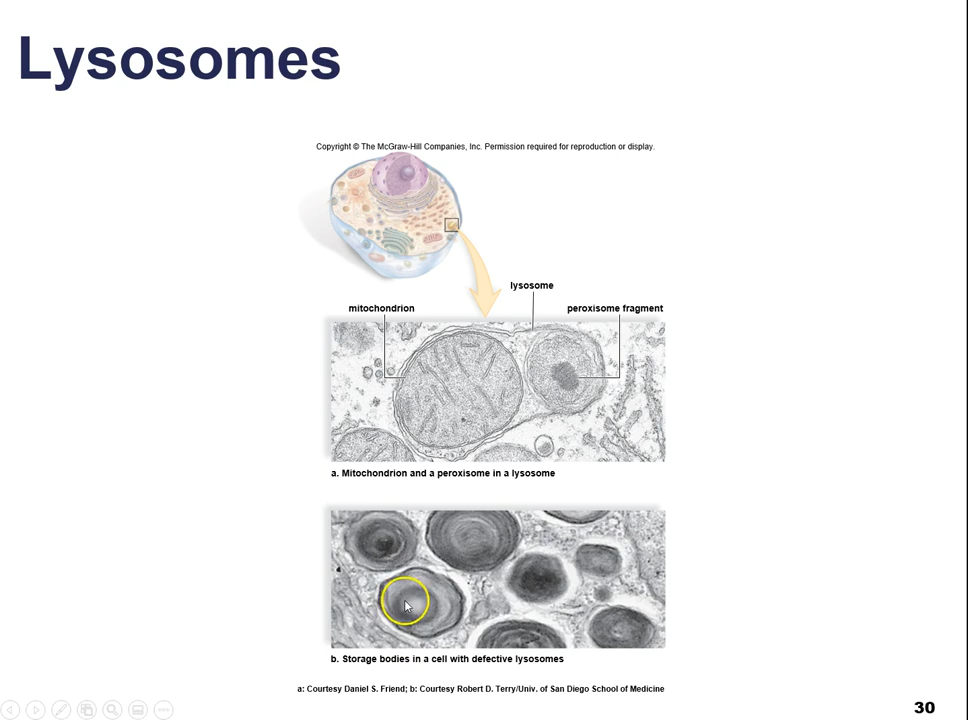 Lysosomes
Copyright © The McGraw-Hill Companies, Inc. Permission required for reproduction or display.
lysosome
mitochondrion
peroxisome fragment
a. Mitochondrion and a peroxisome in a lysosome
b. Storage bodies in a cell with defective lysosomes
a: Courtesy Daniel S. Friend; b: Courtesy Robert D. Terry/Univ. of San Diego School of Medicine
30